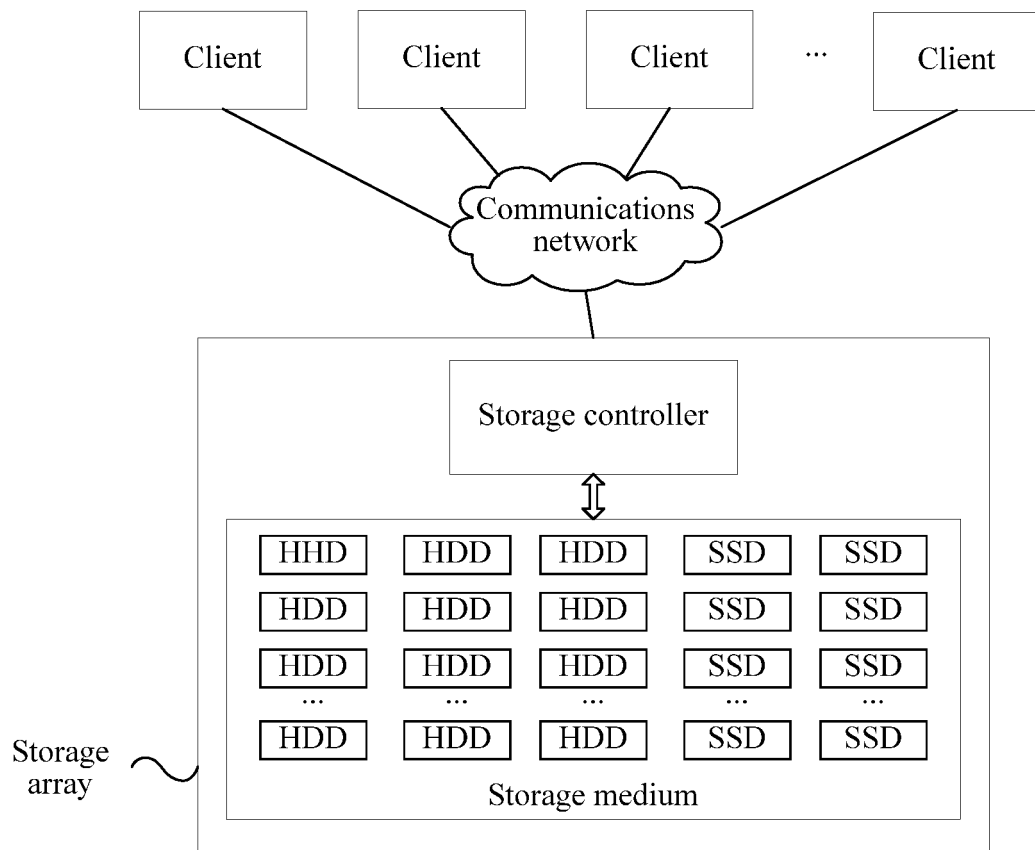 Client Client Client ... Client
Communications
network
Storage controller
HHD HDD HDD SSD SSD
HDD HDD HDD SSD SSD
HDD HDD HDD SSD SSD
... ... ... ... ...
HDD HDD HDD SSD SSD
Storage medium
Storage
array